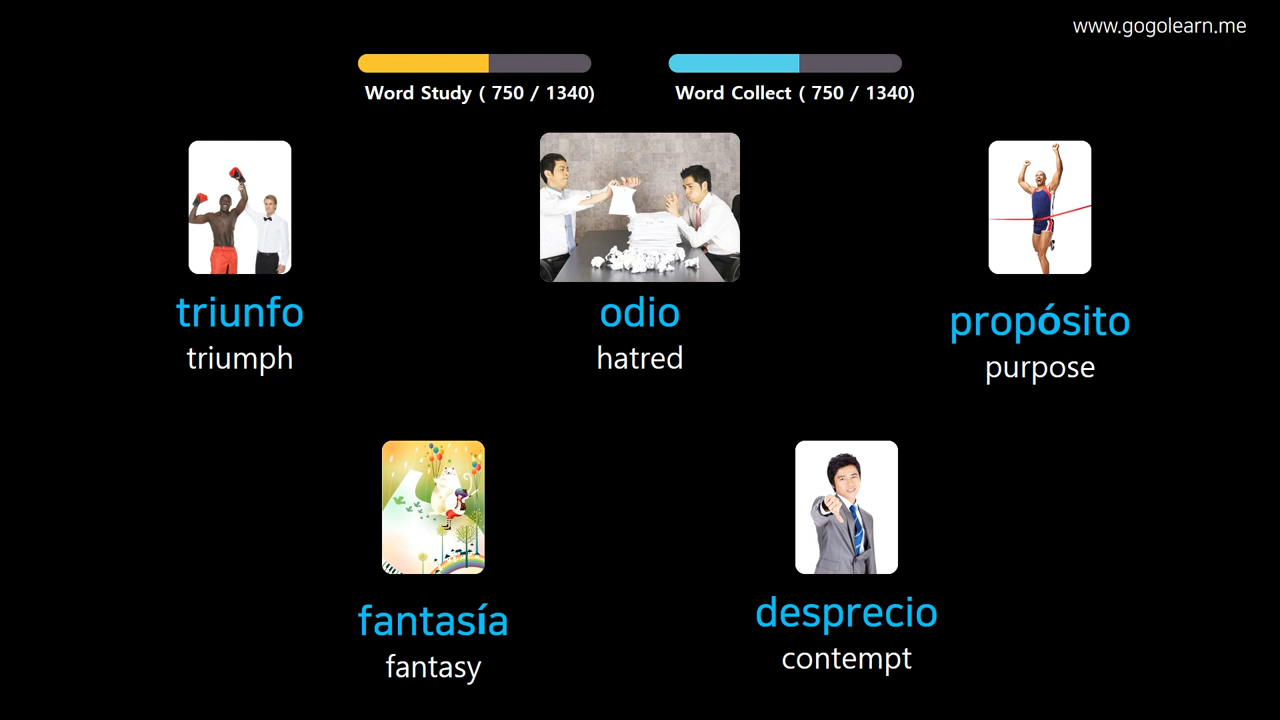 www.gogolearn.me
Word Study ( 750 / 1340)
Word Collect ( 750 / 1340)
triunfo
triumph
odio
hatred
propósito
purpose
fantasía
fantasy
desprecio
contempt